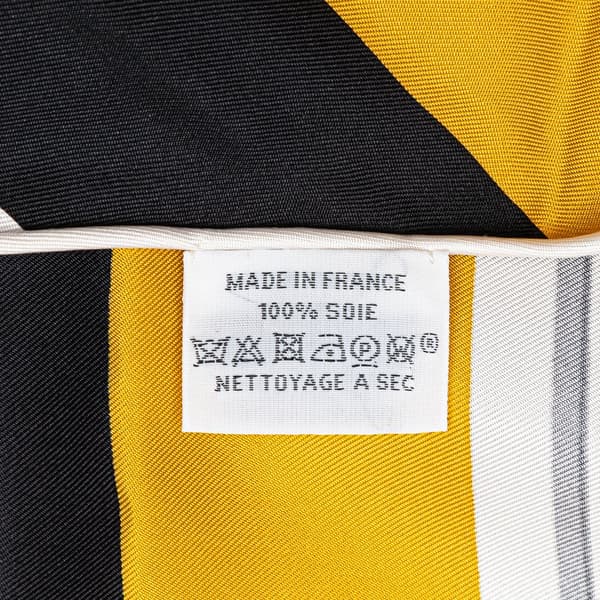 MADE IN FRANCE
100% SOIE
P W ®
NETTOYAGE A SEC